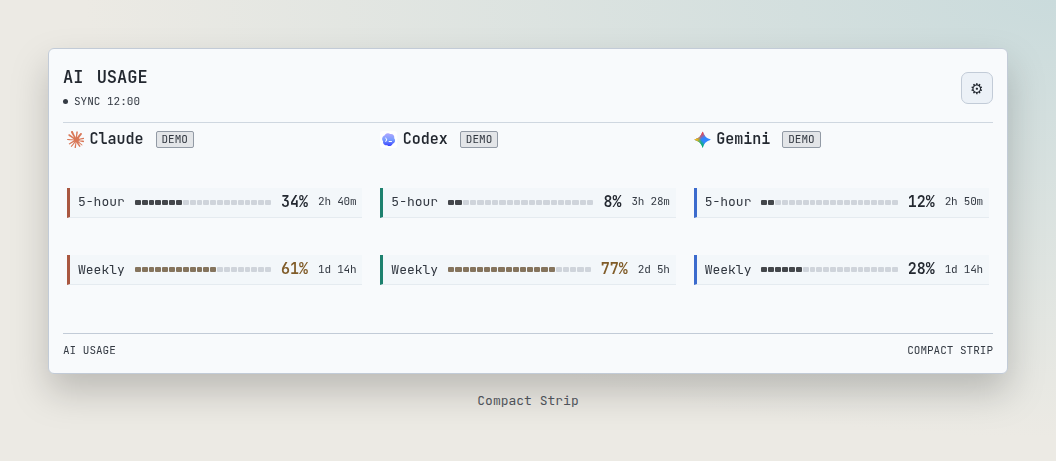 AI USAGE
SYNC 12:00
Claude DEMO
5-hour 34% 2h 40m
Weekly 61% 1d 14h
Codex DEMO
5-hour 8% 3h 28m
Weekly 77% 2d 5h
Gemini DEMO
5-hour 12% 2h 50m
Weekly 28% 1d 14h
AI USAGE
COMPACT STRIP
Compact Strip